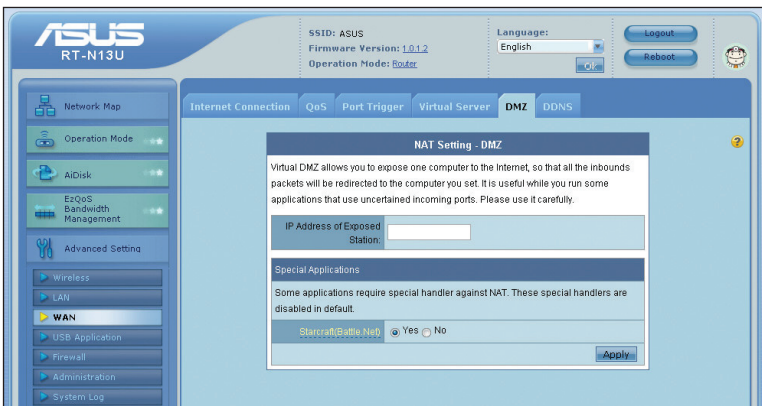 ASUS
RT-N13U
SSID: ASUS
Firmware Version: 1.0.1.2
Operation Mode: Router
Language:
English
Ok
Logout
Reboot
Network Map
Operation Mode
AiDisk
EzQoS
Bandwidth
Management
Advanced Setting
Wireless
LAN
WAN
USB Application
Firewall
Administration
System Log
Internet Connection QoS Port Trigger Virtual Server DMZ DDNS
NAT Setting - DMZ
Virtual DMZ allows you to expose one computer to the Internet, so that all the inbounds
packets will be redirected to the computer you set. It is useful while you run some
applications that use uncertained incoming ports. Please use it carefully.
IP Address of Exposed
Station:
Special Applications
Some applications require special handler against NAT. These special handlers are
disabled in default.
Starcraft(Battle.Net) Yes No
Apply
?